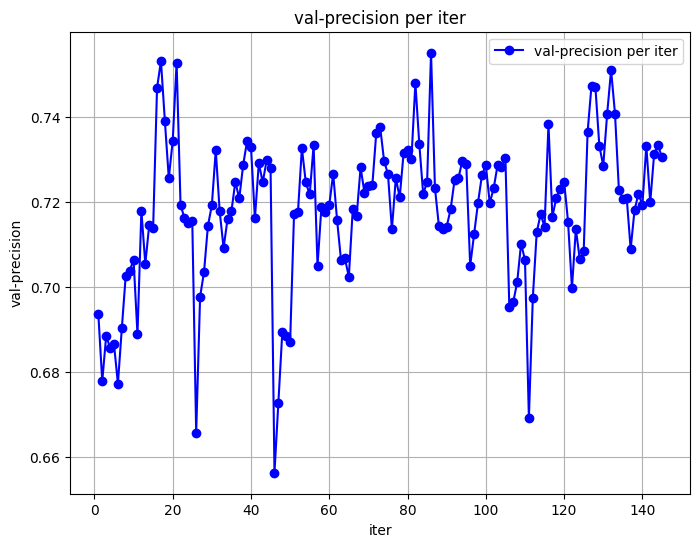 val-precision per iter
val-precision per iter
0.74
0.72
0.70
0.68
0.66
val-precision
0 20 40 60 80 100 120 140
iter